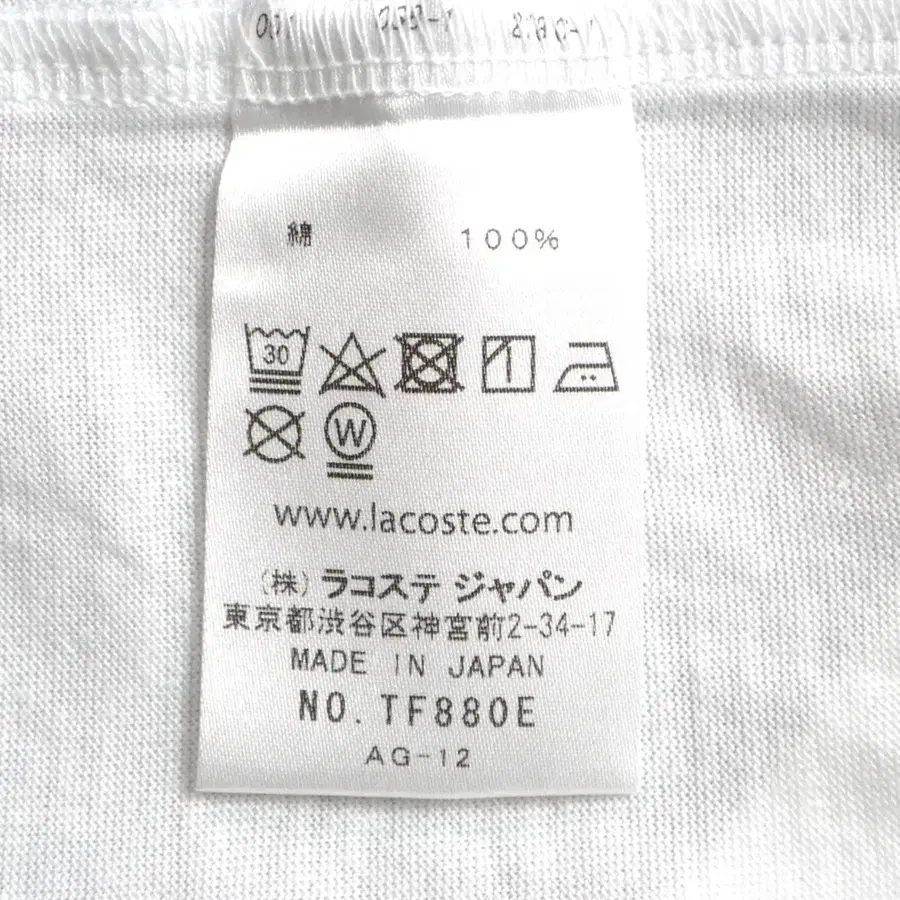 綿 100%
30
W
www.lacoste.com
(株) ラコステ ジャパン
東京都渋谷区神宮前2-34-17
MADE IN JAPAN
NO. TF880E
AG-12